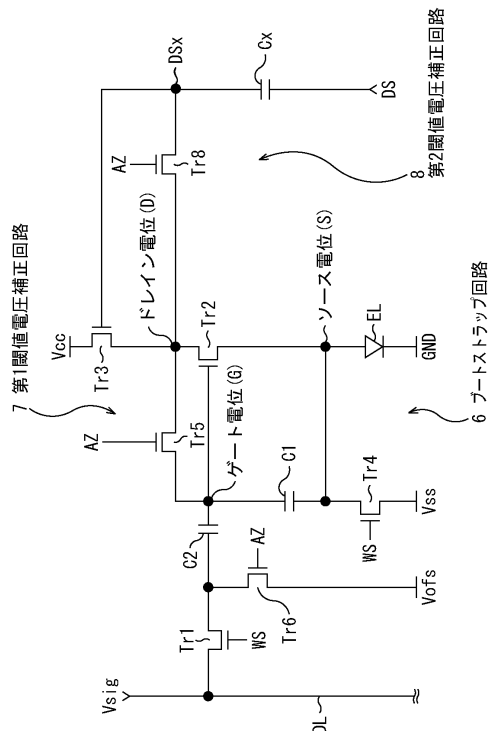 7 第1閾値電圧補正回路
Vcc
Tr3
AZ
Tr5
ドレイン電位(D)
AZ
Tr8
DSx
Cx
DS
8 第2閾値電圧補正回路
Vsig
Tr1
WS
C2
ゲート電位(G)
Tr2
AZ
Tr6
Vofs
C1
ソース電位(S)
WS
Tr4
Vss
EL
GND
DL
6 ブートストラップ回路